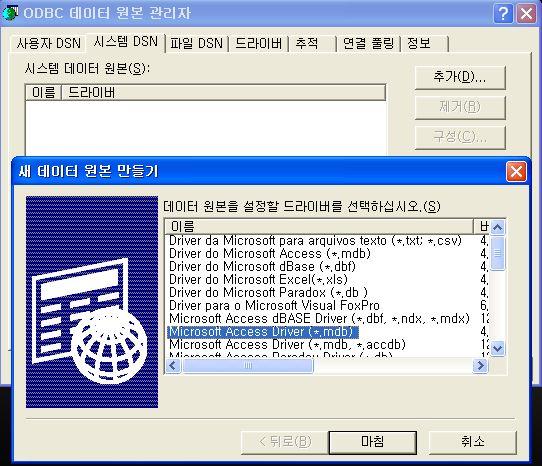 ODBC 데이터 원본 관리자
사용자 DSN 시스템 DSN 파일 DSN 드라이버 추적 연결 풀링 정보
시스템 데이터 원본(S):
이름 드라이버
추가(D)...
제거(R)
구성(C)...
새 데이터 원본 만들기
데이터 원본을 설정할 드라이버를 선택하십시오.(S)
이름 버
Driver da Microsoft para arquivos texto (*.txt; *.csv) 4,
Driver do Microsoft Access (*.mdb) 4,
Driver do Microsoft dBase (*.dbf) 4,
Driver do Microsoft Excel(*.xls) 4,
Driver do Microsoft Paradox (*.db ) 4,
Driver para o Microsoft Visual FoxPro 6,
Microsoft Access dBASE Driver (*.dbf, *.ndx, *.mdx) 12
Microsoft Access Driver (*.mdb) 4,
Microsoft Access Driver (*.mdb, *.accdb) 12
Microsoft Access Paradox Driver (*.db) 12
< 뒤로(B) 마침 취소